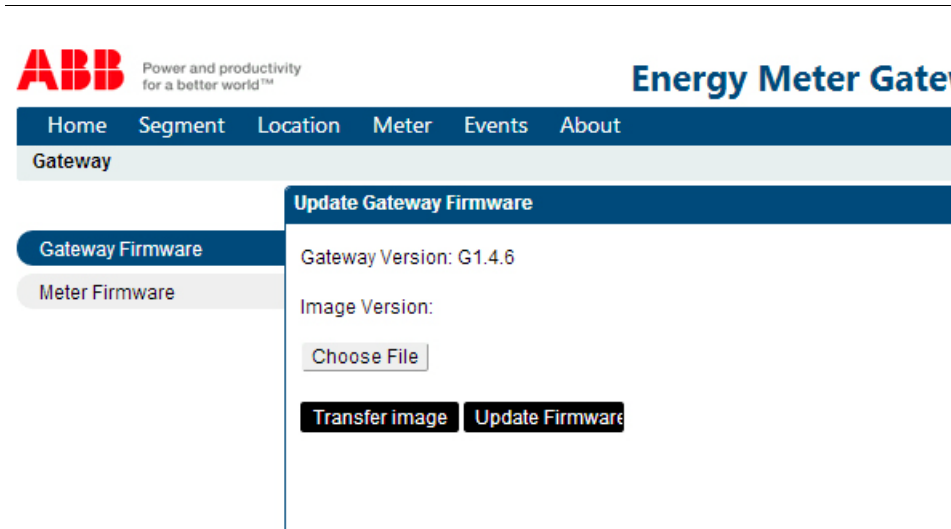 ABB
Power and productivity
for a better world™
Energy Meter Gatew
Home Segment Location Meter Events About
Gateway
Update Gateway Firmware
Gateway Firmware
Meter Firmware
Gateway Version: G1.4.6
Image Version:
Choose File
Transfer image Update Firmware